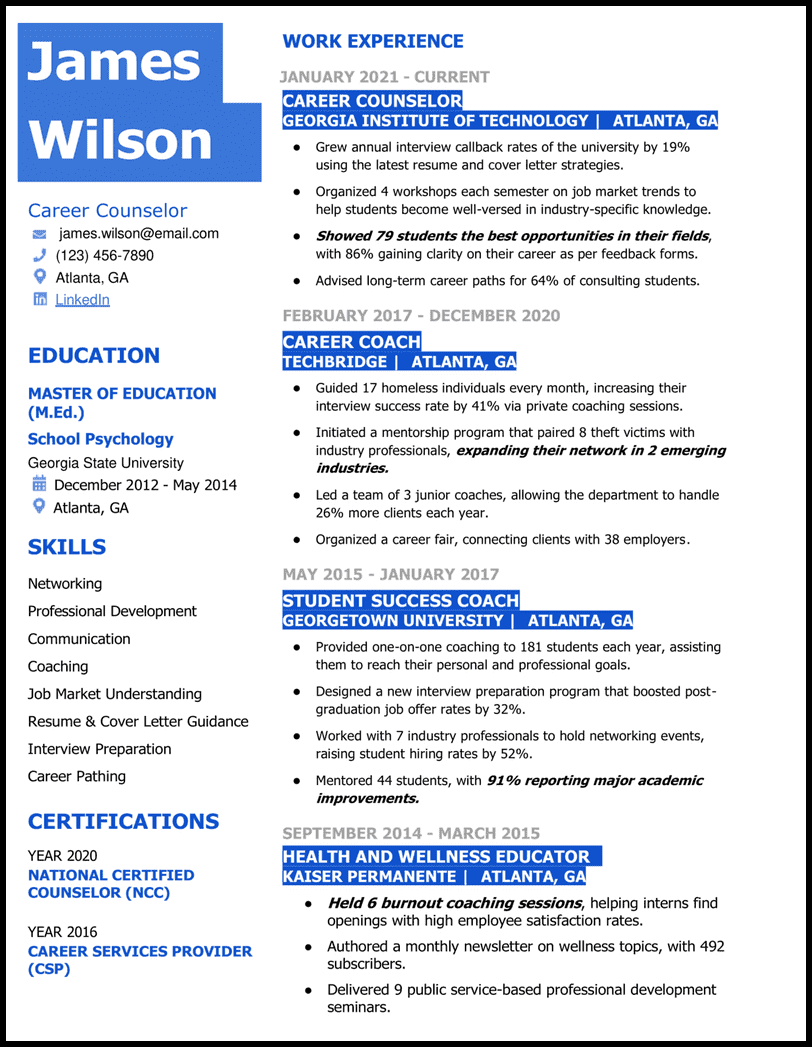 James
Wilson
Career Counselor
james.wilson@email.com
(123) 456-7890
Atlanta, GA
LinkedIn
EDUCATION
MASTER OF EDUCATION
(M.Ed.)
School Psychology
Georgia State University
December 2012 - May 2014
Atlanta, GA
SKILLS
Networking
Professional Development
Communication
Coaching
Job Market Understanding
Resume & Cover Letter Guidance
Interview Preparation
Career Pathing
CERTIFICATIONS
YEAR 2020
NATIONAL CERTIFIED
COUNSELOR (NCC)
YEAR 2016
CAREER SERVICES PROVIDER
(CSP)
WORK EXPERIENCE
JANUARY 2021 - CURRENT
CAREER COUNSELOR
GEORGIA INSTITUTE OF TECHNOLOGY | ATLANTA, GA
● Grew annual interview callback rates of the university by 19%
using the latest resume and cover letter strategies.
● Organized 4 workshops each semester on job market trends to
help students become well-versed in industry-specific knowledge.
● Showed 79 students the best opportunities in their fields,
with 86% gaining clarity on their career as per feedback forms.
● Advised long-term career paths for 64% of consulting students.
FEBRUARY 2017 - DECEMBER 2020
CAREER COACH
TECHBRIDGE | ATLANTA, GA
● Guided 17 homeless individuals every month, increasing their
interview success rate by 41% via private coaching sessions.
● Initiated a mentorship program that paired 8 theft victims with
industry professionals, expanding their network in 2 emerging
industries.
● Led a team of 3 junior coaches, allowing the department to handle
26% more clients each year.
● Organized a career fair, connecting clients with 38 employers.
MAY 2015 - JANUARY 2017
STUDENT SUCCESS COACH
GEORGETOWN UNIVERSITY | ATLANTA, GA
● Provided one-on-one coaching to 181 students each year, assisting
them to reach their personal and professional goals.
● Designed a new interview preparation program that boosted post-
graduation job offer rates by 32%.
● Worked with 7 industry professionals to hold networking events,
raising student hiring rates by 52%.
● Mentored 44 students, with 91% reporting major academic
improvements.
SEPTEMBER 2014 - MARCH 2015
HEALTH AND WELLNESS EDUCATOR
KAISER PERMANENTE | ATLANTA, GA
● Held 6 burnout coaching sessions, helping interns find
openings with high employee satisfaction rates.
● Authored a monthly newsletter on wellness topics, with 492
subscribers.
● Delivered 9 public service-based professional development
seminars.